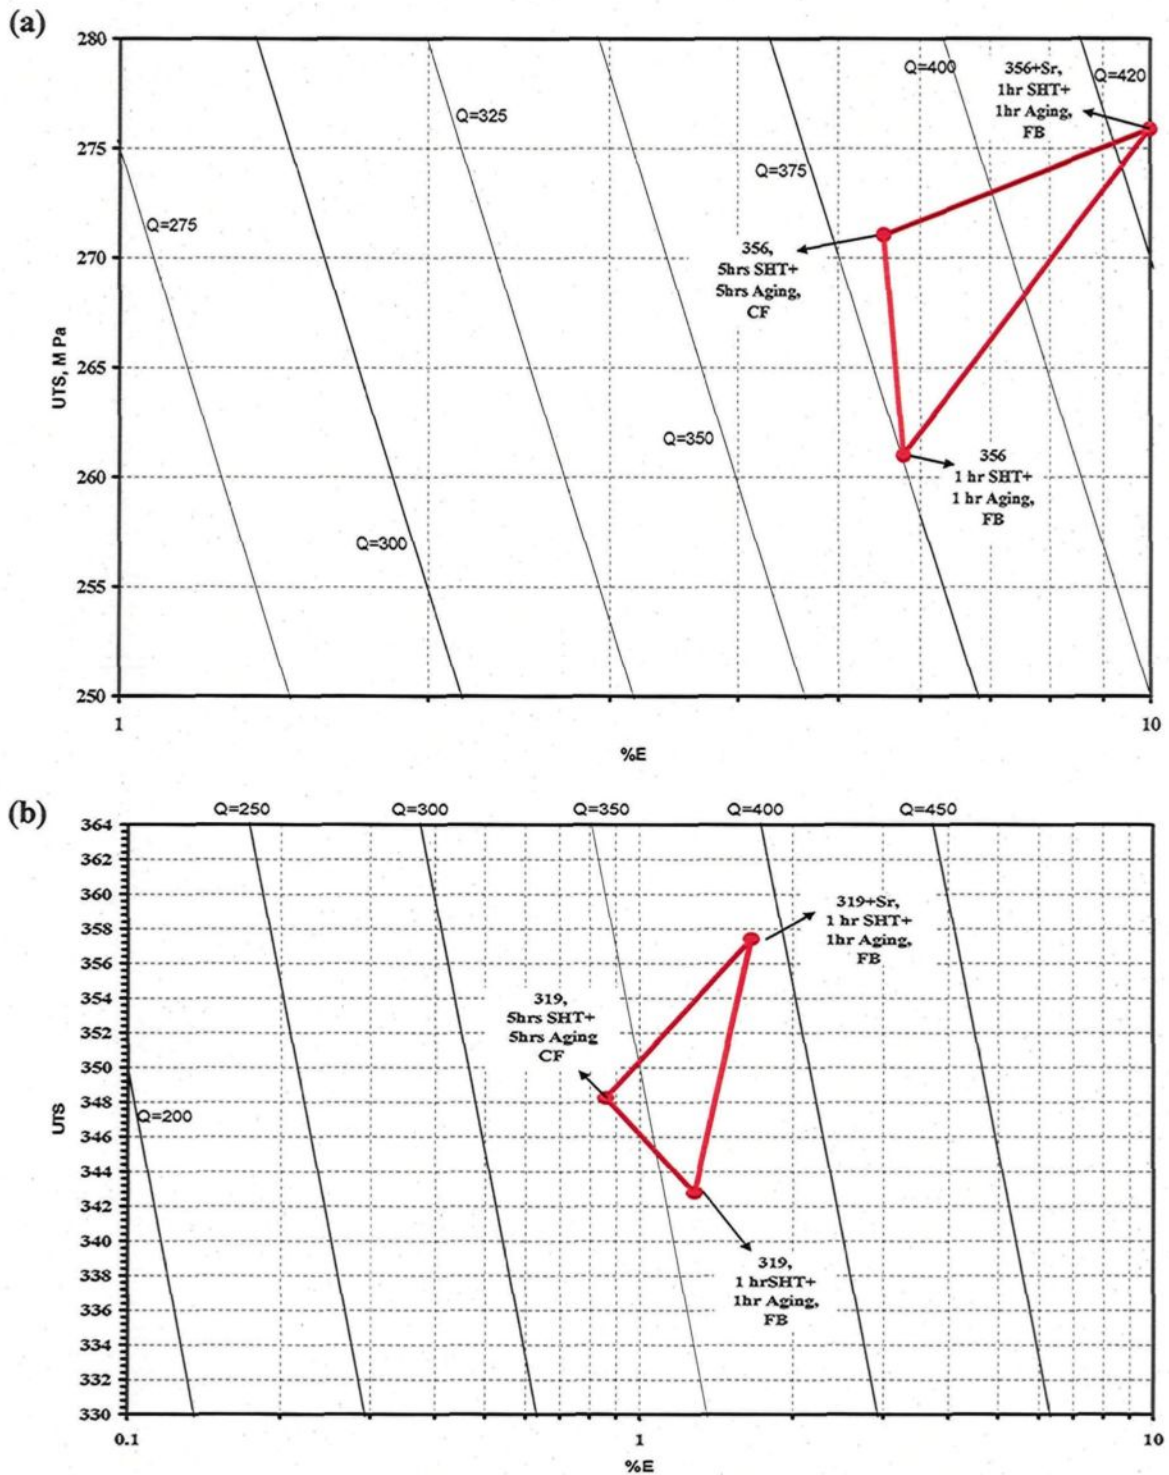 (a)
280
275
270
265
260
255
250
UTS, M Pa
Q=275
Q=300
Q=325
Q=350
Q=375
Q=400
Q=420
356+Sr,
1hr SHT+
1hr Aging,
FB
356,
5hrs SHT+
5hrs Aging,
CF
356
1 hr SHT+
1 hr Aging,
FB
1
10
%E
(b)
Q=250
Q=300
Q=350
Q=400
Q=450
364
362
360
358
356
354
352
350
348
346
344
342
340
338
336
334
332
330
UTS
Q=200
319+Sr,
1 hr SHT+
1hr Aging,
FB
319,
5hrs SHT+
5hrs Aging
CF
319,
1 hrSHT+
1hr Aging,
FB
0.1
1
10
%E